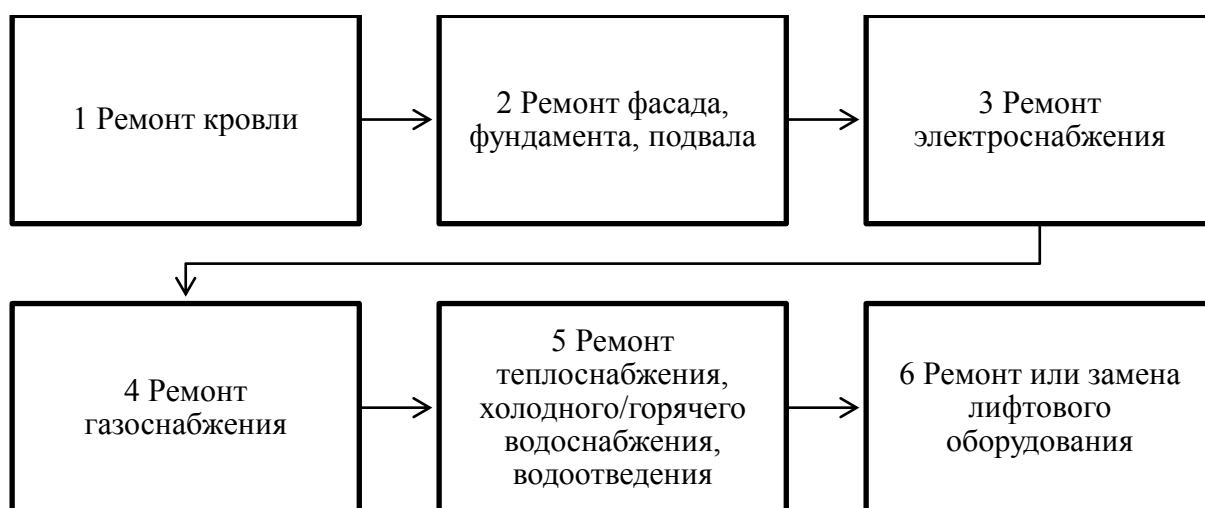 1 Ремонт кровли
2 Ремонт фасада,
фундамента, подвала
3 Ремонт
электроснабжения
4 Ремонт
газоснабжения
5 Ремонт
теплоснабжения,
холодного/горячего
водоснабжения,
водоотведения
6 Ремонт или замена
лифтового
оборудования